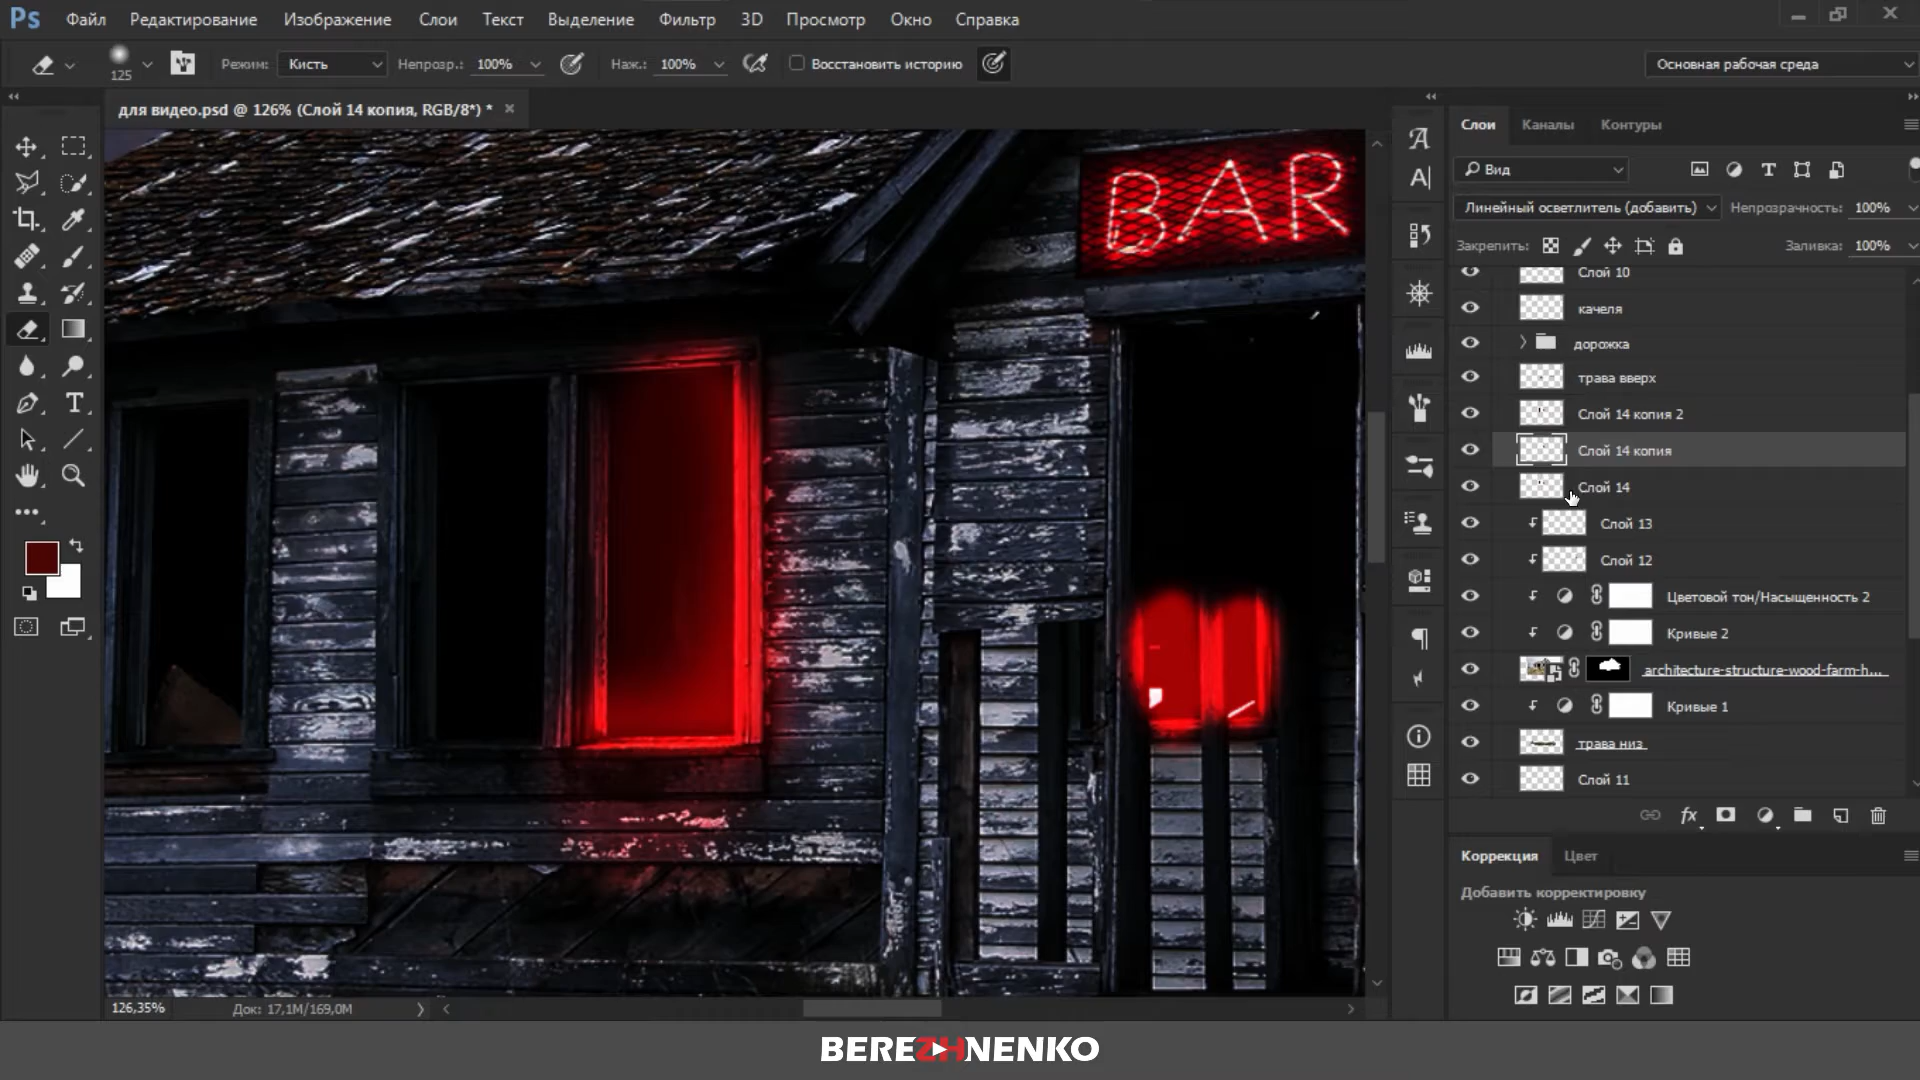 Ps Файл Редактирование Изображение Слои Текст Выделение Фильтр 3D Просмотр Окно Справка
125 Режим: Кисть Непрозр.: 100% Наж.: 100% Восстановить историю Основная рабочая среда
для видео.psd @ 126% (Слой 14 копия, RGB/8*) *
BAR
Слои Каналы Контуры
Вид
Линейный осветлитель (добавить) Непрозрачность: 100%
Закрепить: Заливка: 100%
Слой 10
качеля
дорожка
трава вверх
Слой 14 копия 2
Слой 14 копия
Слой 14
Слой 13
Слой 12
Цветовой тон/Насыщенность 2
Кривые 2
architecture-structure-wood-farm-h...
Кривые 1
трава низ
Слой 11
fx
Коррекция Цвет
Добавить корректировку
126,35% Док: 17,1M/169,0M
BEREZHNENKO